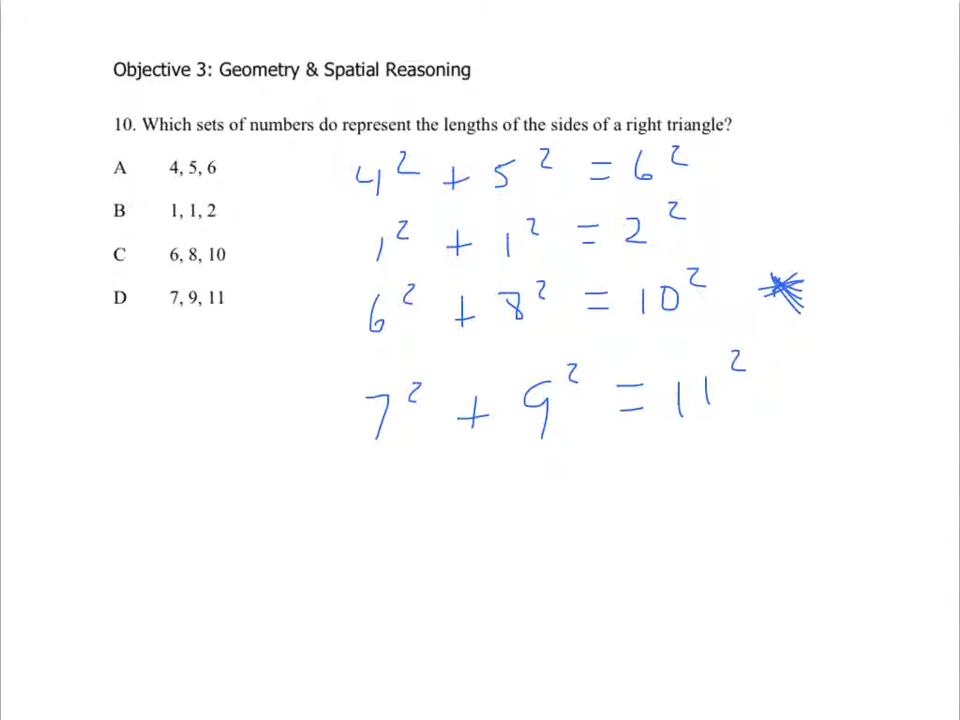 Objective 3: Geometry & Spatial Reasoning
10. Which sets of numbers do represent the lengths of the sides of a right triangle?
A 4, 5, 6
4² + 5² = 6²
B 1, 1, 2
1² + 1² = 2²
C 6, 8, 10
6² + 8² = 10²
D 7, 9, 11
7² + 9² = 11²